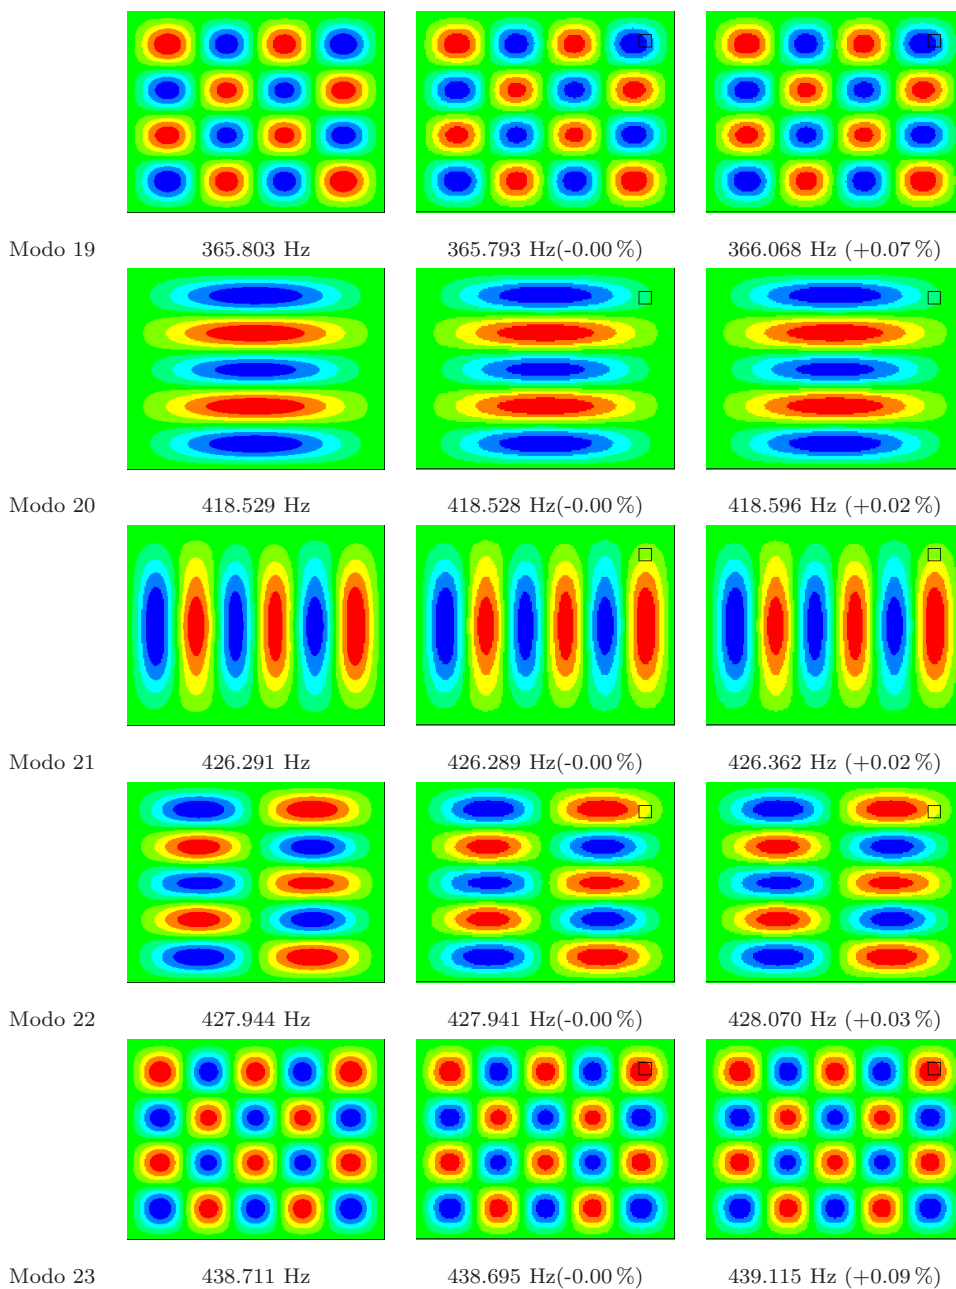 Modo 19 365.803 Hz 365.793 Hz(-0.00 %) 366.068 Hz (+0.07 %)
Modo 20 418.529 Hz 418.528 Hz(-0.00 %) 418.596 Hz (+0.02 %)
Modo 21 426.291 Hz 426.289 Hz(-0.00 %) 426.362 Hz (+0.02 %)
Modo 22 427.944 Hz 427.941 Hz(-0.00 %) 428.070 Hz (+0.03 %)
Modo 23 438.711 Hz 438.695 Hz(-0.00 %) 439.115 Hz (+0.09 %)